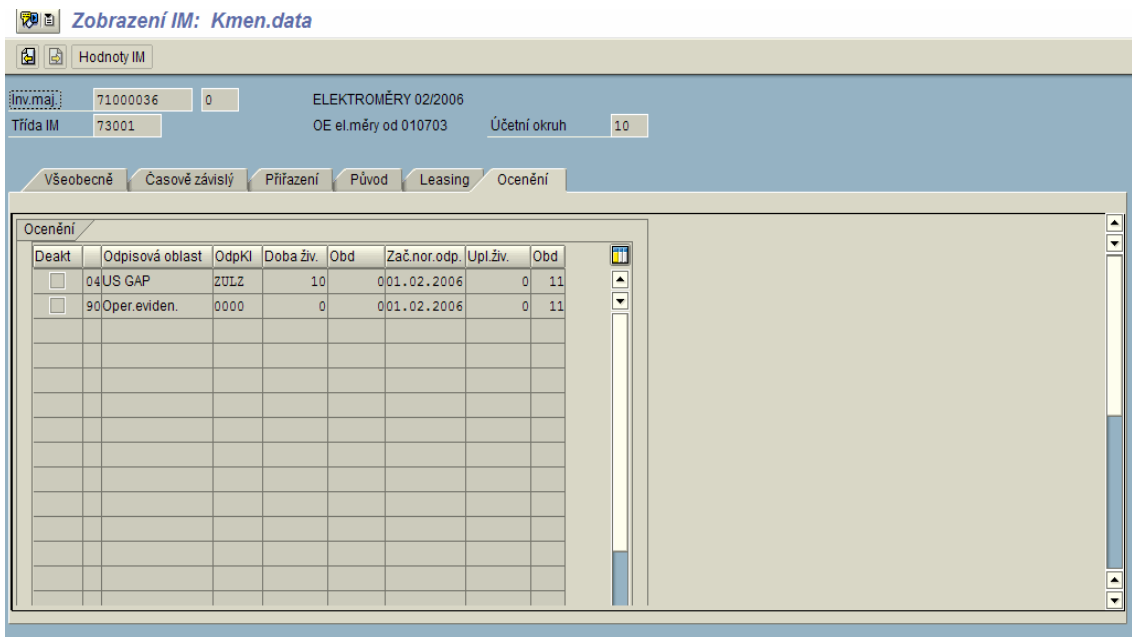 Zobrazení IM: Kmen.data
Hodnoty IM
Inv.maj. 71000036 0 ELEKTROMĚRY 02/2006
Třída IM 73001 OE el.měry od 010703 Účetní okruh 10
Všeobecně Časově závislý Přiřazení Původ Leasing Ocenění
Ocenění
Deakt Odpisová oblast OdpKl Doba živ. Obd Zač.nor.odp. Upl.živ. Obd
04 US GAP ZULZ 10 0 01.02.2006 0 11
90 Oper.eviden. 0000 0 0 01.02.2006 0 11